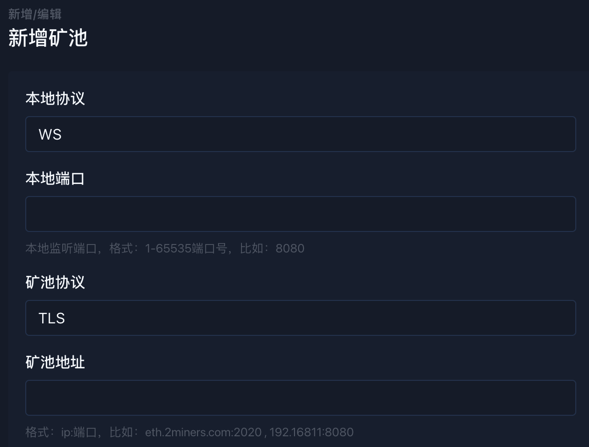 新增/编辑
新增矿池
本地协议
WS
本地端口
本地监听端口，格式：1-65535端口号，比如：8080
矿池协议
TLS
矿池地址
格式：ip:端口，比如：eth.2miners.com:2020 , 192.16811:8080